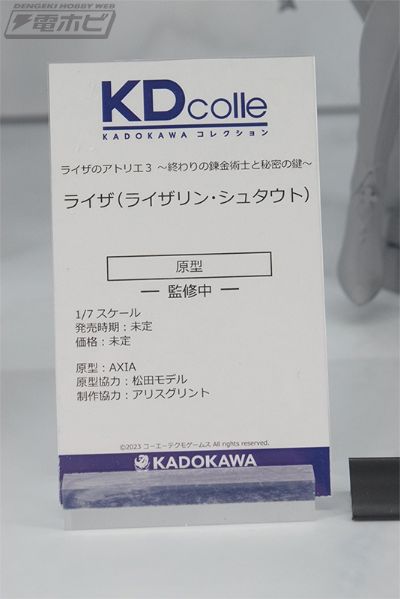 DENGEKI HOBBY WEB
電ホビ
KDcolle
KADOKAWA コレクション
ライザのアトリエ3 ～終わりの錬金術士と秘密の鍵～
ライザ(ライザリン・シュタウト)
原型
― 監修中 ―
1/7 スケール
発売時期：未定
価格：未定
原型：AXIA
原型協力：松田モデル
制作協力：アリスグリント
©2023 コーエーテクモゲームス All rights reserved.
KADOKAWA